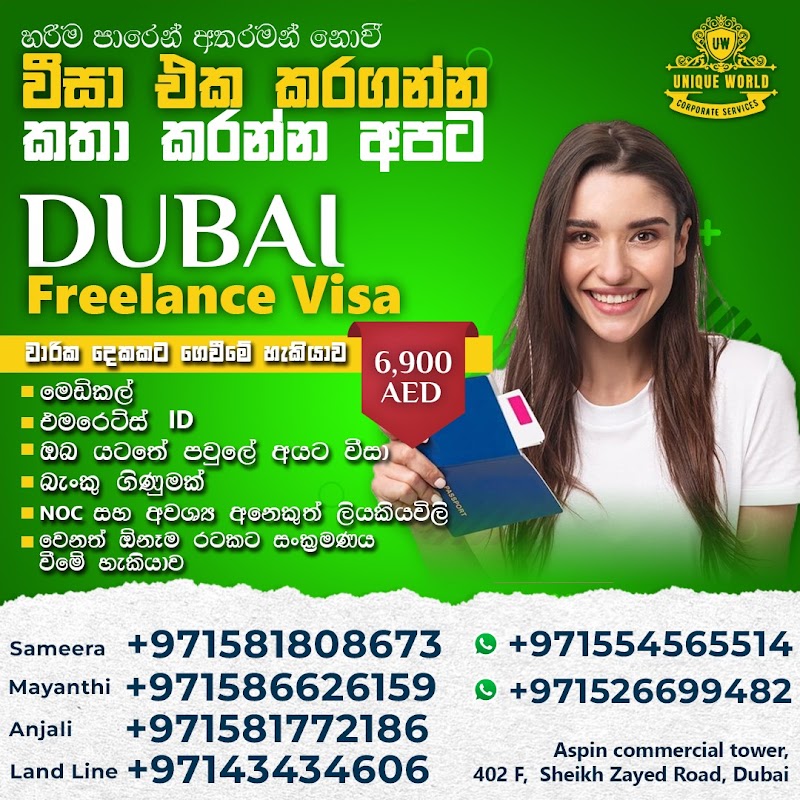 හරිම පාරෙන් අතරමන් නොවී
වීසා එක කරගන්න
කතා කරන්න අපට
UW
UNIQUE WORLD
CORPORATE SERVICES
DUBAI
Freelance Visa
වාරික දෙකකට ගෙවීමේ හැකියාව
6,900
AED
මෙඩිකල්
එමරෙට්ස් ID
ඔබ යටතේ පවුලේ අයට වීසා
බැංකු ගිණුමක්
NOC සහ අවශ්‍ය අනෙකුත් ලියකියවිලි
වෙනත් ඕනෑම රටකට සංක්‍රමණය
වීමේ හැකියාව
PASSPORT
Sameera +971581808673
Mayanthi +971586626159
Anjali +971581772186
Land Line +97143434606
+971554565514
+971526699482
Aspin commercial tower,
402 F, Sheikh Zayed Road, Dubai